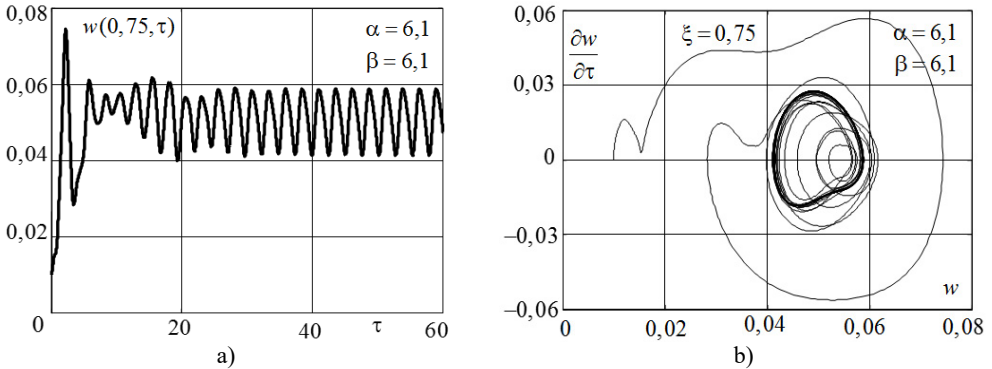 0,08
w(0,75,τ)
α = 6,1
β = 6,1
0,06
0,04
0,02
0
20
40
τ
60
а)
0,06
∂w
∂τ
ξ = 0,75
α = 6,1
β = 6,1
0,03
0
−0,03
w
−0,06
0
0,02
0,04
0,06
0,08
б)